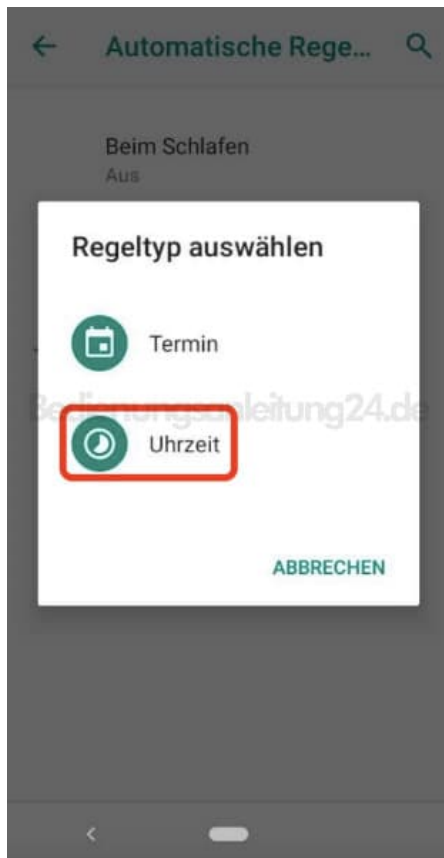 Automatische Rege...
Beim Schlafen
Aus
Regeltyp auswählen
Termin
Bedienungsanleitung24.de
Uhrzeit
ABBRECHEN